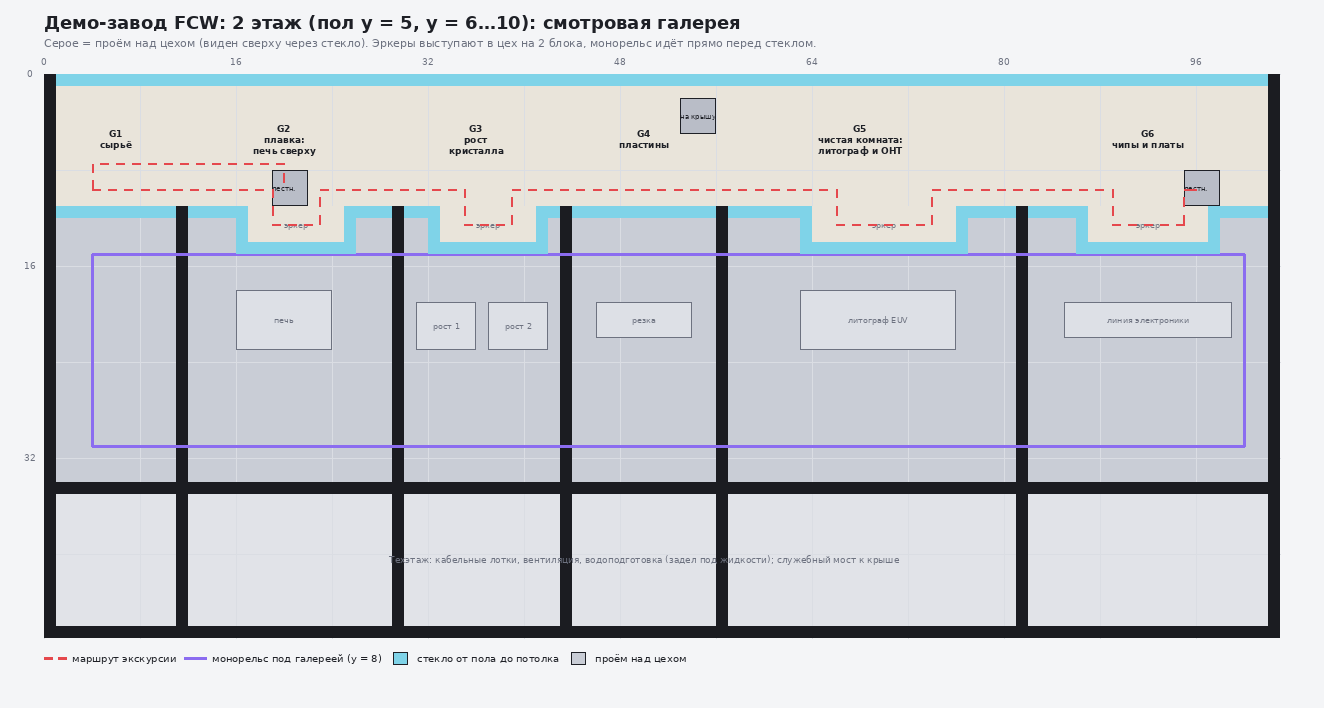 Демо-завод FCW: 2 этаж (пол y = 5, y = 6…10): смотровая галерея
Серое = проём над цехом (виден сверху через стекло). Эркеры выступают в цех на 2 блока, монорельс идёт прямо перед стеклом.
0 16 32 48 64 80 96
0
на крышу
G1
сырьё
G2
плавка:
печь сверху
G3
рост
кристалла
G4
пластины
G5
чистая комната:
литограф и ОНТ
G6
чипы и платы
лестн.
лестн.
эркер
эркер
эркер
эркер
16
печь
рост 1
рост 2
резка
литограф EUV
линия электроники
32
Техэтаж: кабельные лотки, вентиляция, водоподготовка (задел под жидкости); служебный мост к крыше
маршрут экскурсии
монорельс под галереей (y = 8)
стекло от пола до потолка
проём над цехом